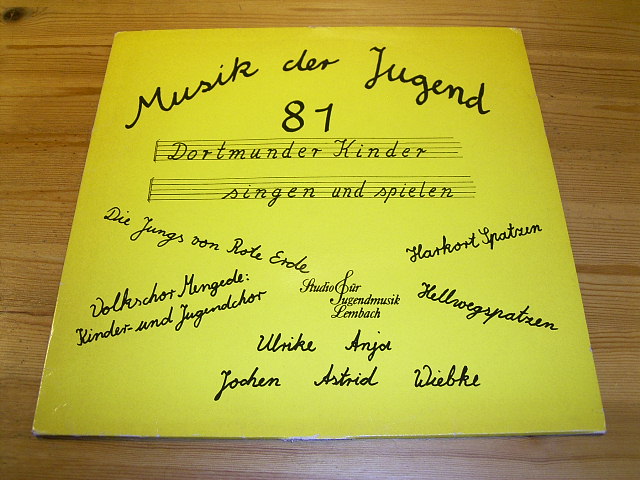 Musik der Jugend
81
Dortmunder Kinder
singen und spielen
Die Jungs von Rote Erde
Harkort Spatzen
Volkschor Mengede:
Kinder- und Jugendchor
Studio für
Jugendmusik
Lembach
Hellwegspatzen
Ulrike Anja
Jochen Astrid Wiebke